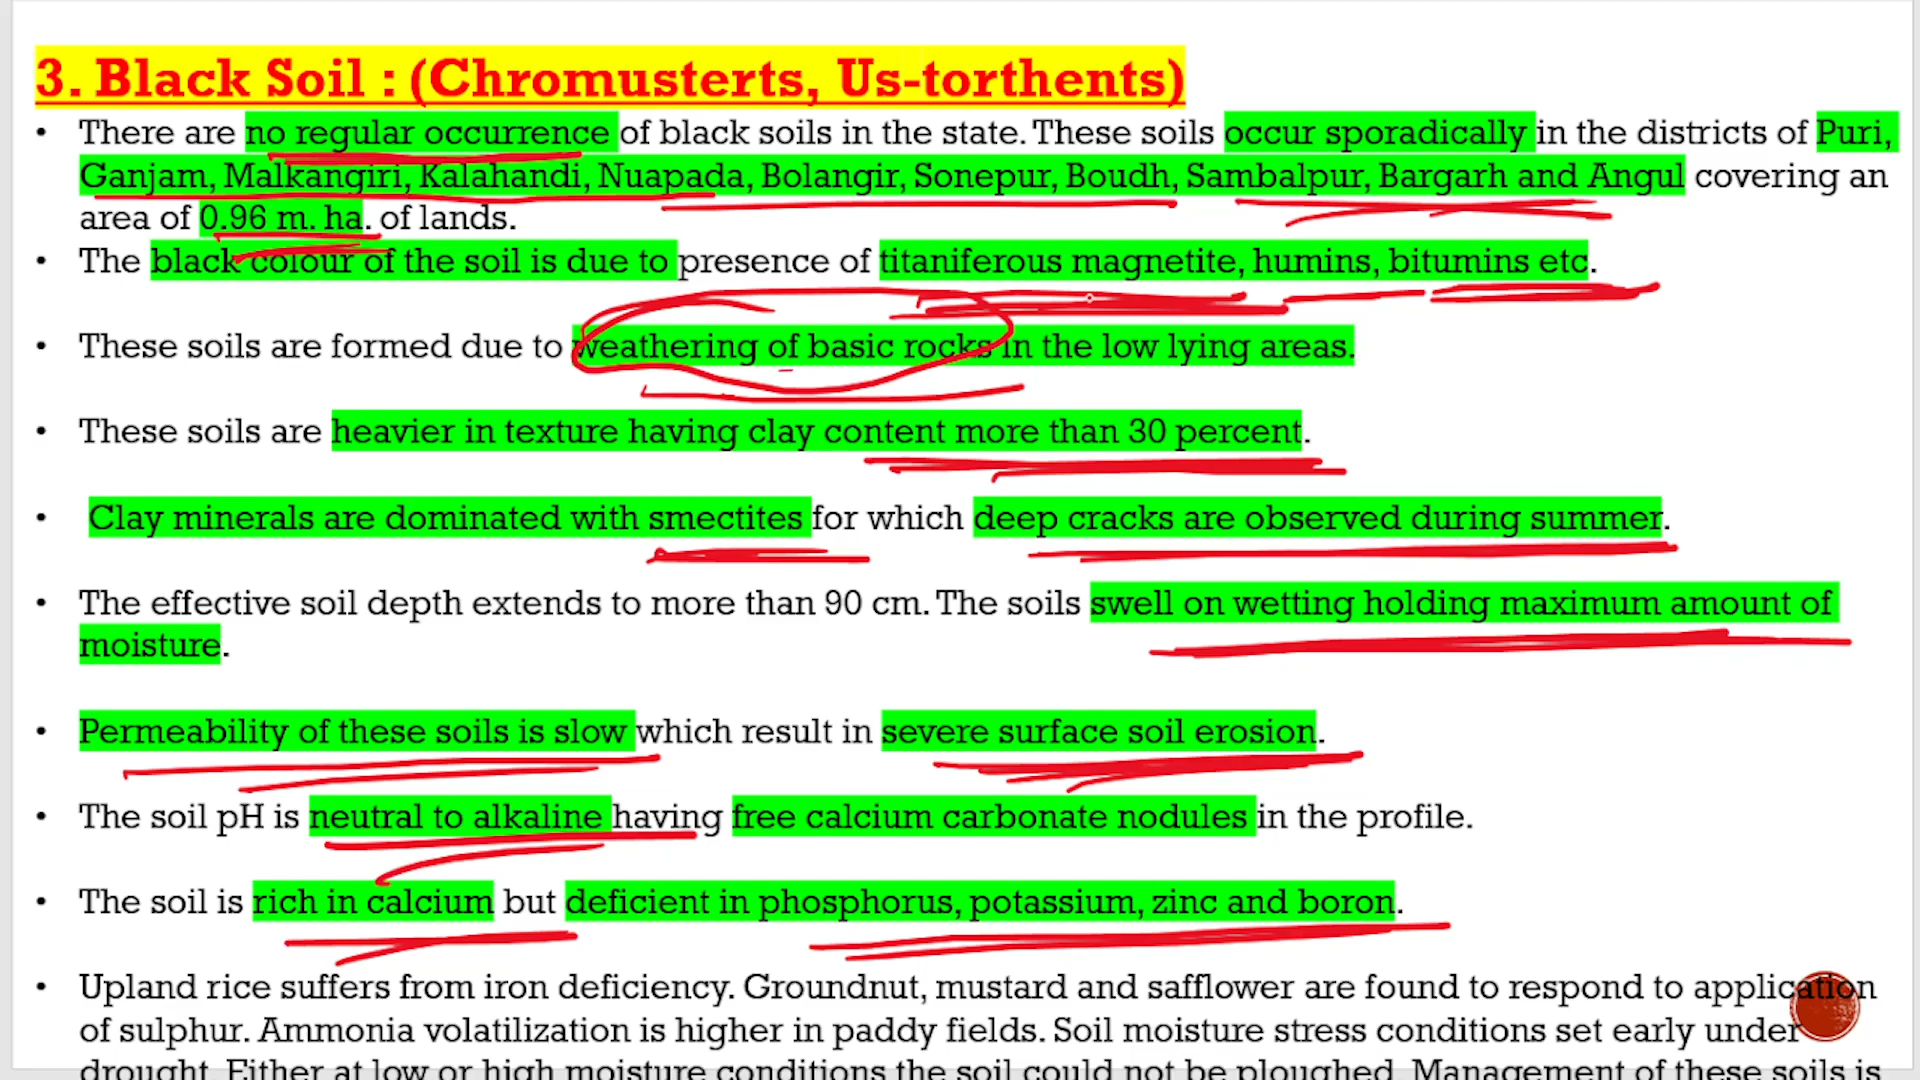 3. Black Soil : (Chromusterts, Us-torthents)
• There are no regular occurrence of black soils in the state. These soils occur sporadically in the districts of Puri,
Ganjam, Malkangiri, Kalahandi, Nuapada, Bolangir, Sonepur, Boudh, Sambalpur, Bargarh and Angul covering an
area of 0.96 m. ha. of lands.
• The black colour of the soil is due to presence of titaniferous magnetite, humins, bitumins etc.
• These soils are formed due to weathering of basic rocks in the low lying areas.
• These soils are heavier in texture having clay content more than 30 percent.
• Clay minerals are dominated with smectites for which deep cracks are observed during summer.
• The effective soil depth extends to more than 90 cm. The soils swell on wetting holding maximum amount of
moisture.
• Permeability of these soils is slow which result in severe surface soil erosion.
• The soil pH is neutral to alkaline having free calcium carbonate nodules in the profile.
• The soil is rich in calcium but deficient in phosphorus, potassium, zinc and boron.
• Upland rice suffers from iron deficiency. Groundnut, mustard and safflower are found to respond to application
of sulphur. Ammonia volatilization is higher in paddy fields. Soil moisture stress conditions set early under
drought. Either at low or high moisture conditions the soil could not be ploughed. Management of these soils is